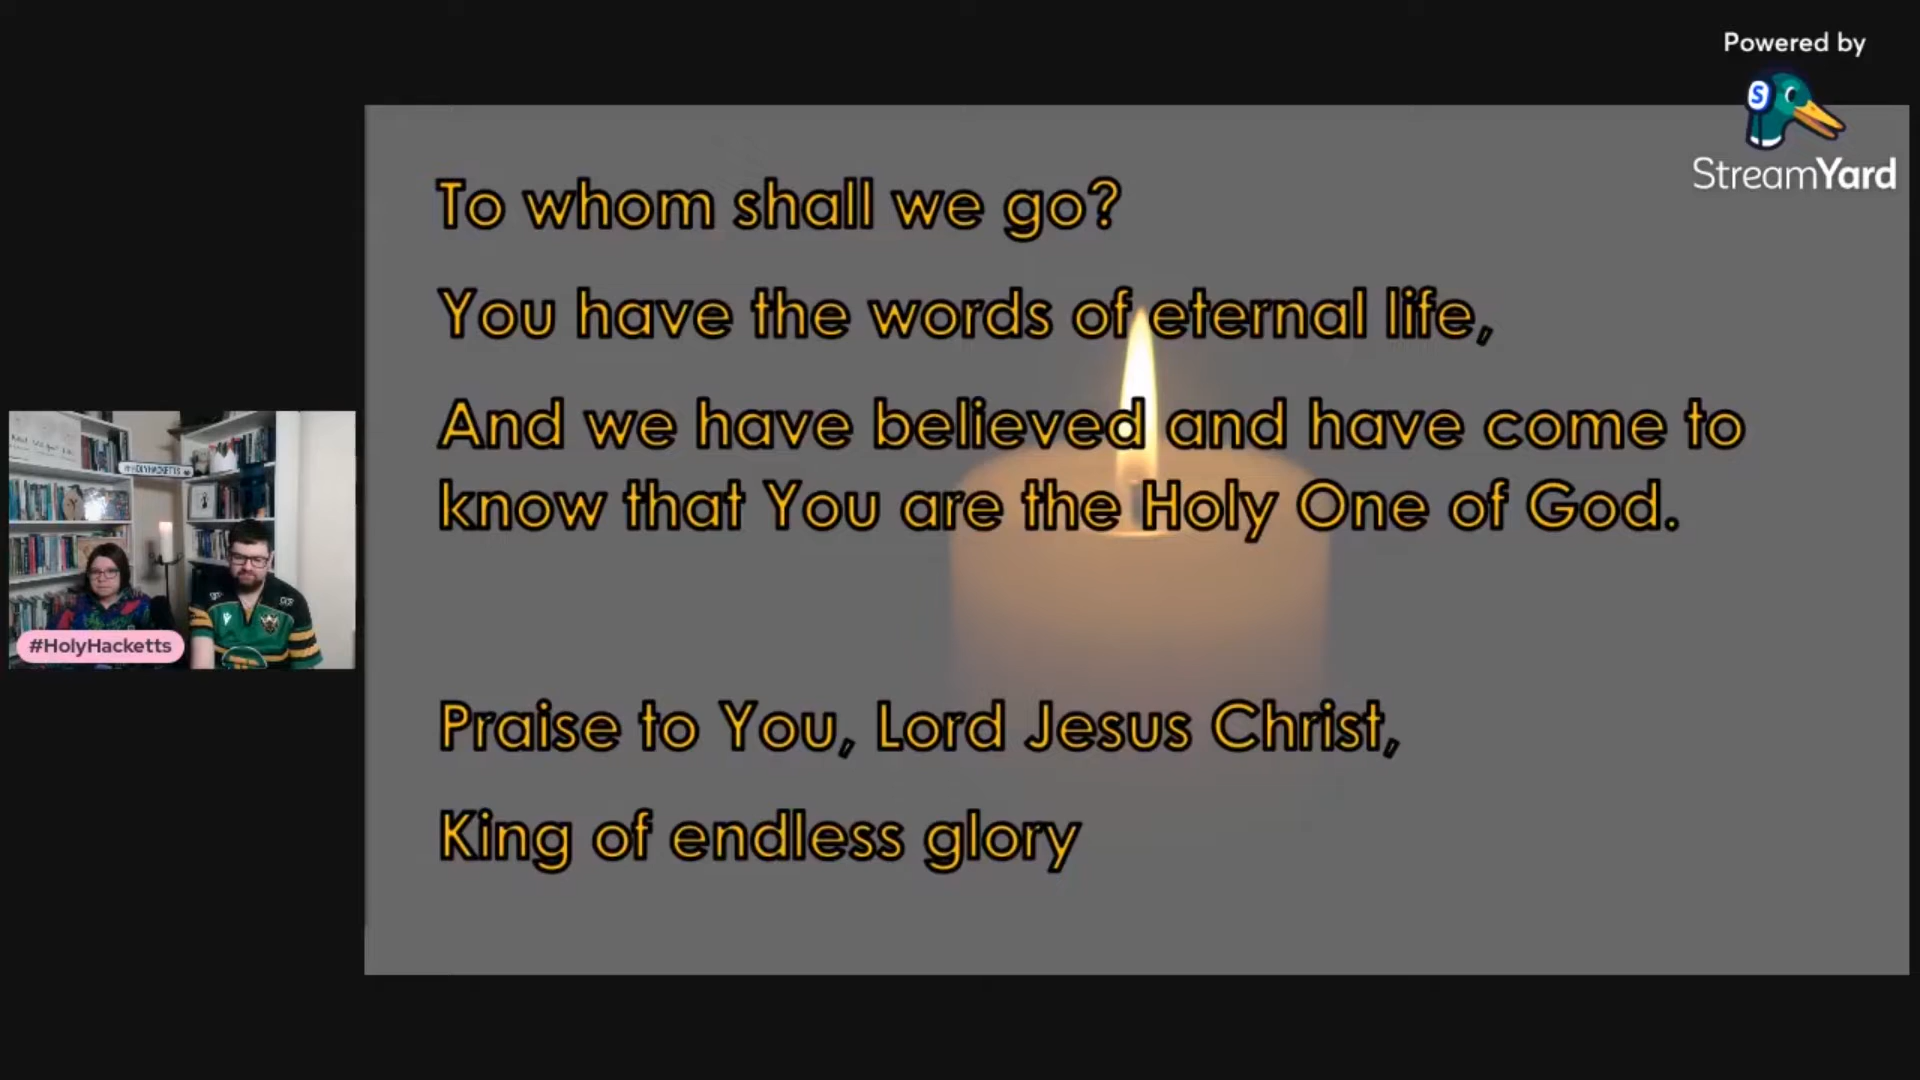 Powered by
StreamYard
To whom shall we go?
You have the words of eternal life,
And we have believed and have come to
know that You are the Holy One of God.
Praise to You, Lord Jesus Christ,
King of endless glory
#HOLYHACKETTS
#HolyHacketts